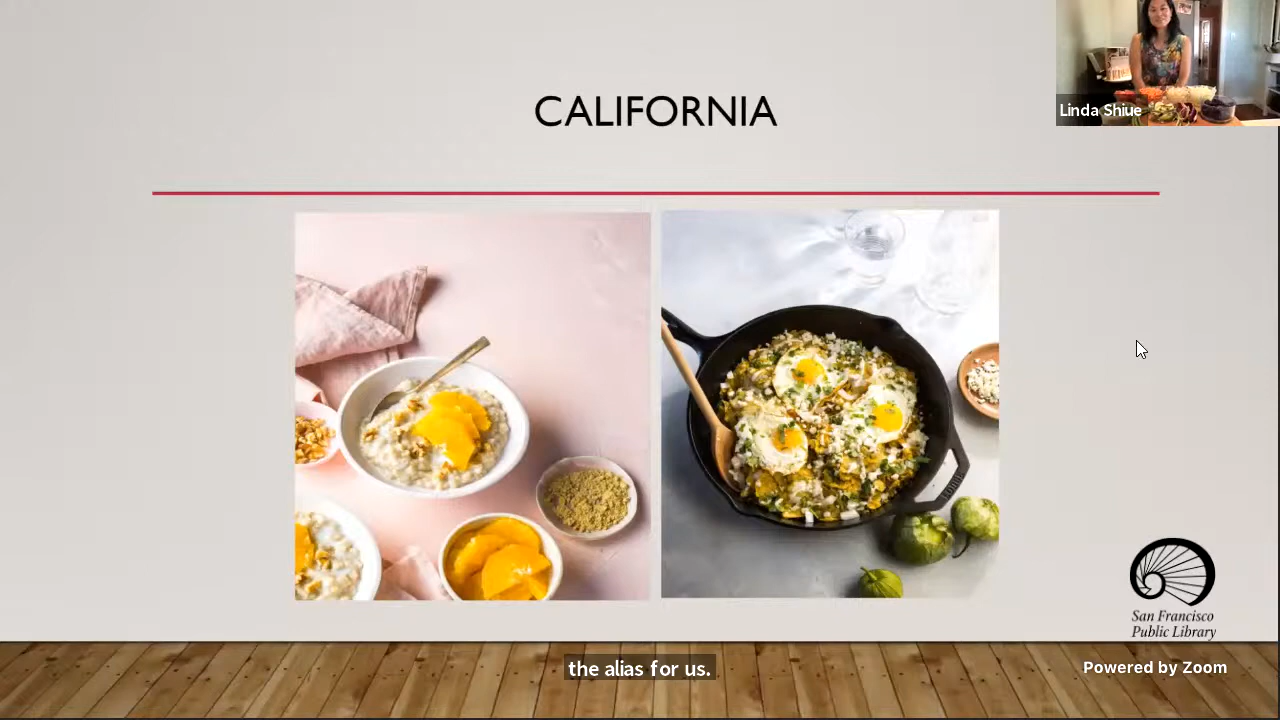 CALIFORNIA
Linda Shiue
San Francisco
Public Library
the alias for us.
Powered by Zoom